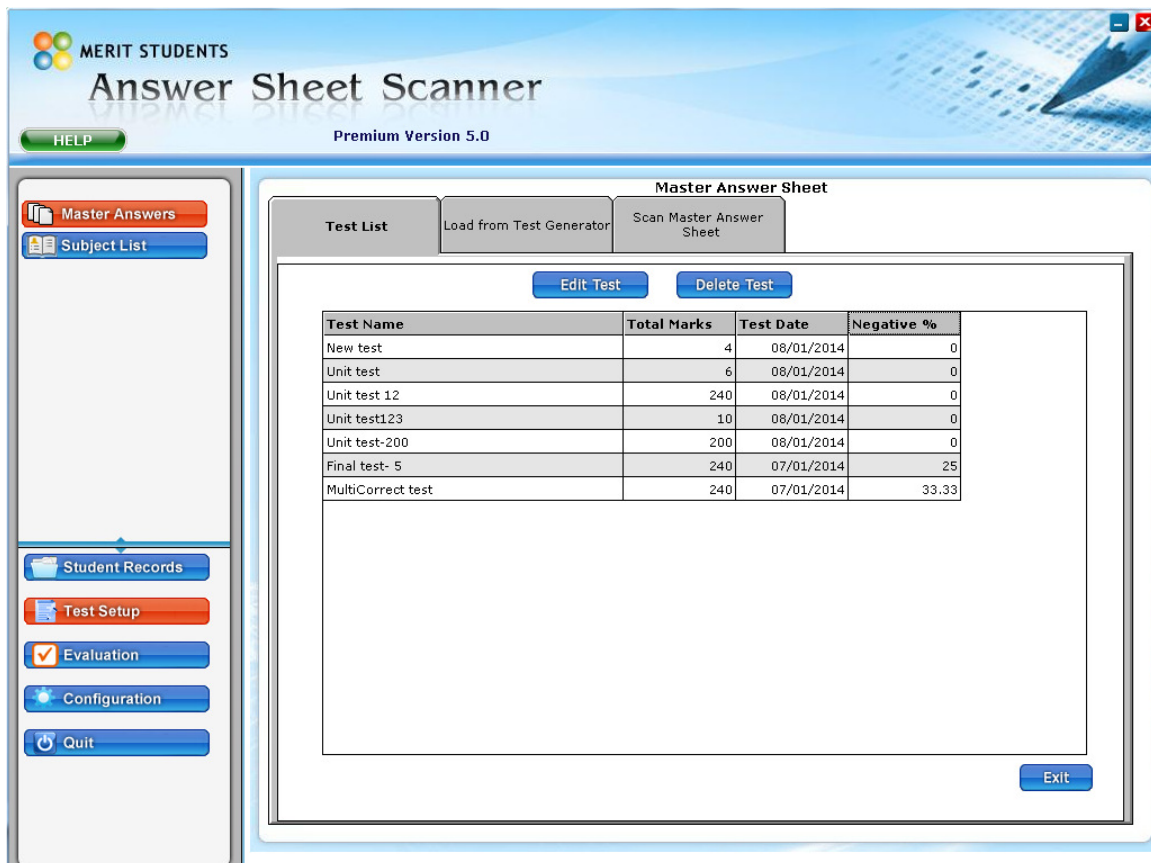 MERIT STUDENTS
Answer Sheet Scanner
HELP
Premium Version 5.0
Master Answers
Subject List
Student Records
Test Setup
Evaluation
Configuration
Quit
Master Answer Sheet
Test List
Load from Test Generator
Scan Master Answer
Sheet
Edit Test Delete Test
Test Name Total Marks Test Date Negative %
New test 4 08/01/2014 0
Unit test 6 08/01/2014 0
Unit test 12 240 08/01/2014 0
Unit test123 10 08/01/2014 0
Unit test-200 200 08/01/2014 0
Final test- 5 240 07/01/2014 25
MultiCorrect test 240 07/01/2014 33.33
Exit